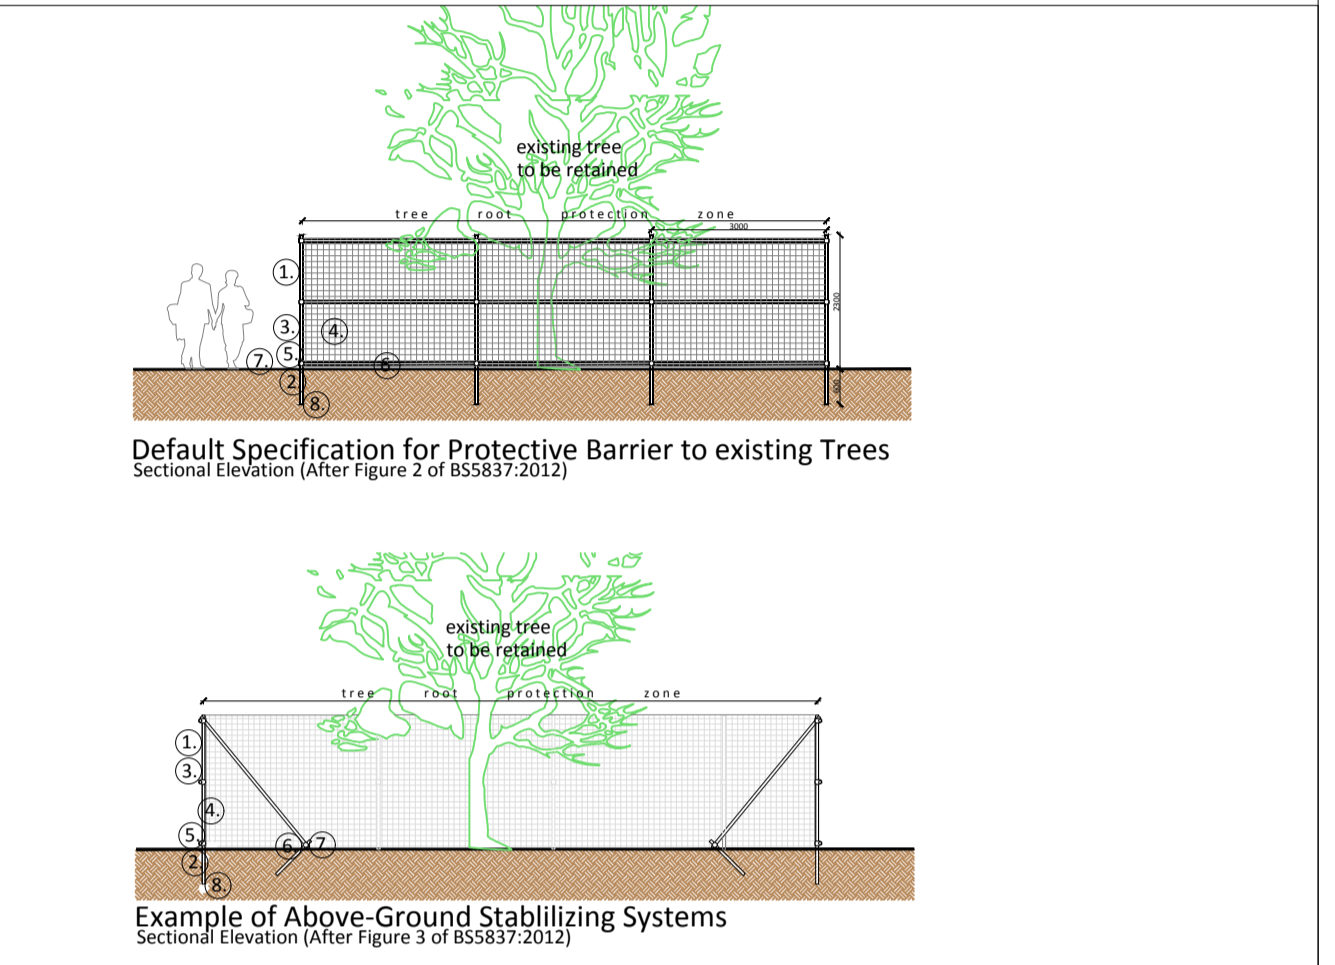 existing tree
to be retained
tree root protection zone
3000
1.
2300
3.
4.
5.
7.
6
2
600
8.
Default Specification for Protective Barrier to existing Trees
Sectional Elevation (After Figure 2 of BS5837:2012)
existing tree
to be retained
tree root protection zone
1.
3.
4.
5.
6.
7.
2.
8.
Example of Above-Ground Stablilizing Systems
Sectional Elevation (After Figure 3 of BS5837:2012)